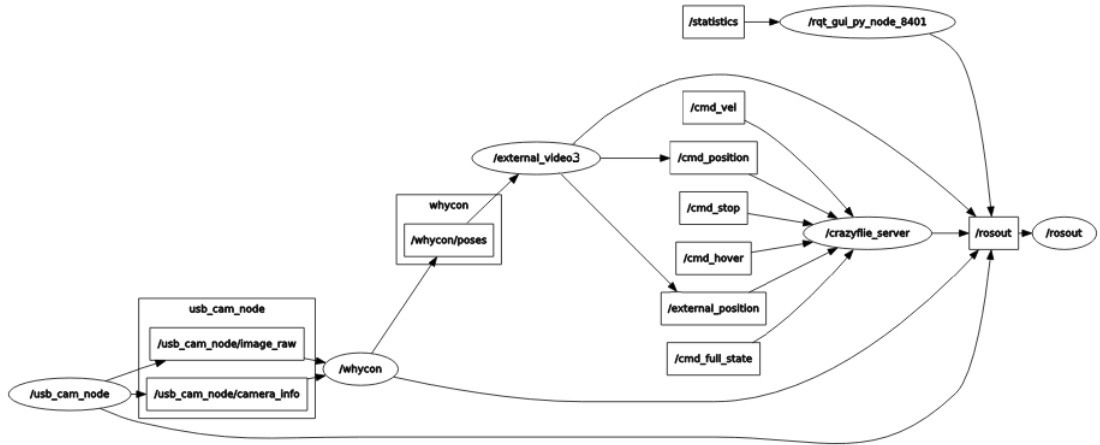 /statistics
/rqt_gui_py_node_8401
/cmd_vel
/external_video3
/cmd_position
whycon
/cmd_stop
/whycon/poses
/crazyflie_server
/rosout
/rosout
/cmd_hover
usb_cam_node
/external_position
/usb_cam_node/image_raw
/cmd_full_state
/whycon
/usb_cam_node
/usb_cam_node/camera_info